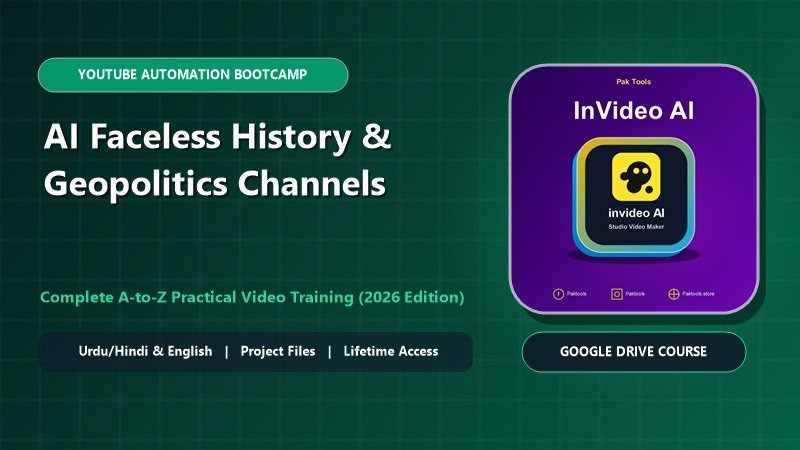 YOUTUBE AUTOMATION BOOTCAMP
AI Faceless History &
Geopolitics Channels
Complete A-to-Z Practical Video Training (2026 Edition)
Urdu/Hindi & English | Project Files | Lifetime Access
Pak Tools
InVideo AI
invideo AI
Studio Video Maker
Paktools Paktools Paktools.store
GOOGLE DRIVE COURSE